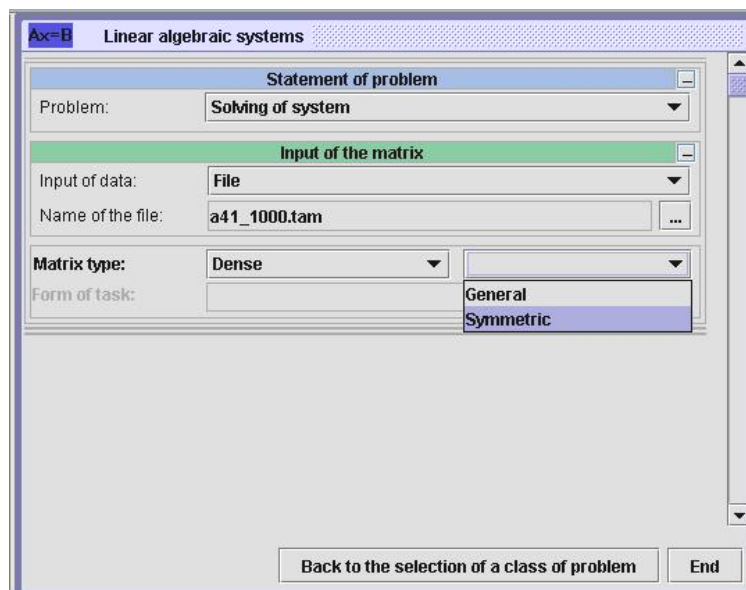 Ax=B Linear algebraic systems
Statement of problem
Problem: Solving of system
Input of the matrix
Input of data: File
Name of the file: a41_1000.tam ...
Matrix type: Dense
General
Form of task:
Symmetric
Back to the selection of a class of problem End